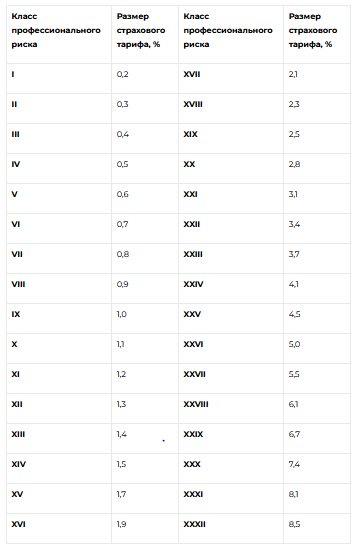 Класс профессионального риска | Размер страхового тарифа, % | Класс профессионального риска | Размер страхового тарифа, %
I | 0,2 | XVII | 2,1
II | 0,3 | XVIII | 2,3
III | 0,4 | XIX | 2,5
IV | 0,5 | XX | 2,8
V | 0,6 | XXI | 3,1
VI | 0,7 | XXII | 3,4
VII | 0,8 | XXIII | 3,7
VIII | 0,9 | XXIV | 4,1
IX | 1,0 | XXV | 4,5
X | 1,1 | XXVI | 5,0
XI | 1,2 | XXVII | 5,5
XII | 1,3 | XXVIII | 6,1
XIII | 1,4 | XXIX | 6,7
XIV | 1,5 | XXX | 7,4
XV | 1,7 | XXXI | 8,1
XVI | 1,9 | XXXII | 8,5